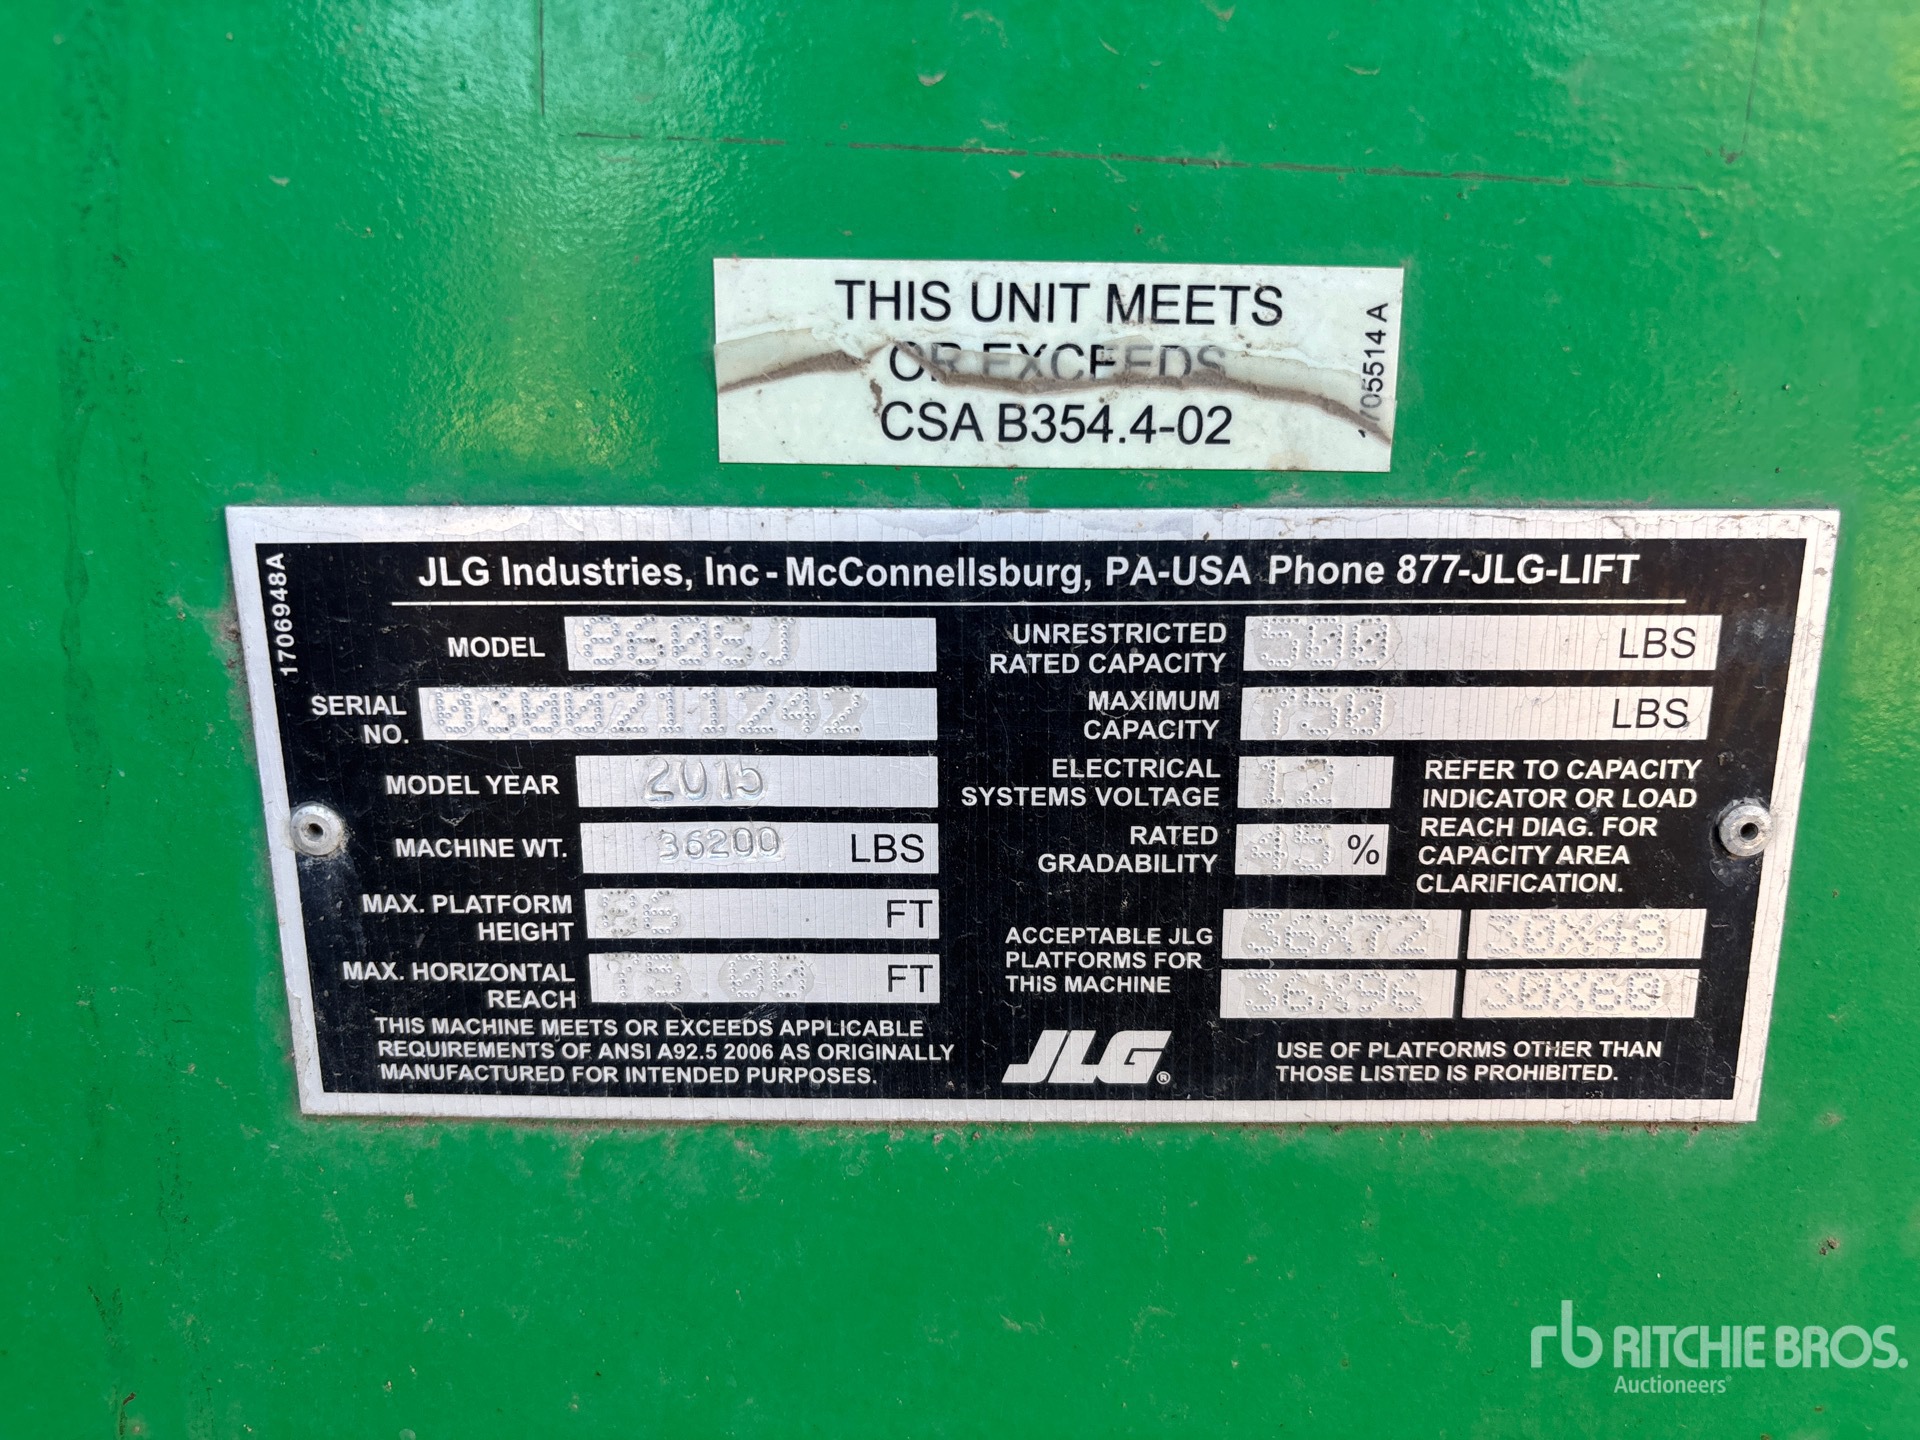 THIS UNIT MEETS
OR EXCEEDS
CSA B354.4-02
1705514 A
1706948A
JLG Industries, Inc - McConnellsburg, PA-USA Phone 877-JLG-LIFT
MODEL
SERIAL
NO.
MODEL YEAR 2015
MACHINE WT. 36200 LBS
MAX. PLATFORM
HEIGHT 86 FT
MAX. HORIZONTAL
REACH 75.00 FT
THIS MACHINE MEETS OR EXCEEDS APPLICABLE
REQUIREMENTS OF ANSI A92.5 2006 AS ORIGINALLY
MANUFACTURED FOR INTENDED PURPOSES.
UNRESTRICTED
RATED CAPACITY 500 LBS
MAXIMUM
CAPACITY 750 LBS
ELECTRICAL
SYSTEMS VOLTAGE 12
RATED
GRADABILITY 45 %
REFER TO CAPACITY
INDICATOR OR LOAD
REACH DIAG. FOR
CAPACITY AREA
CLARIFICATION.
ACCEPTABLE JLG
PLATFORMS FOR
THIS MACHINE
36X72 30X48
36X96 30X60
JLG®
USE OF PLATFORMS OTHER THAN
THOSE LISTED IS PROHIBITED.
rb RITCHIE BROS.
Auctioneers